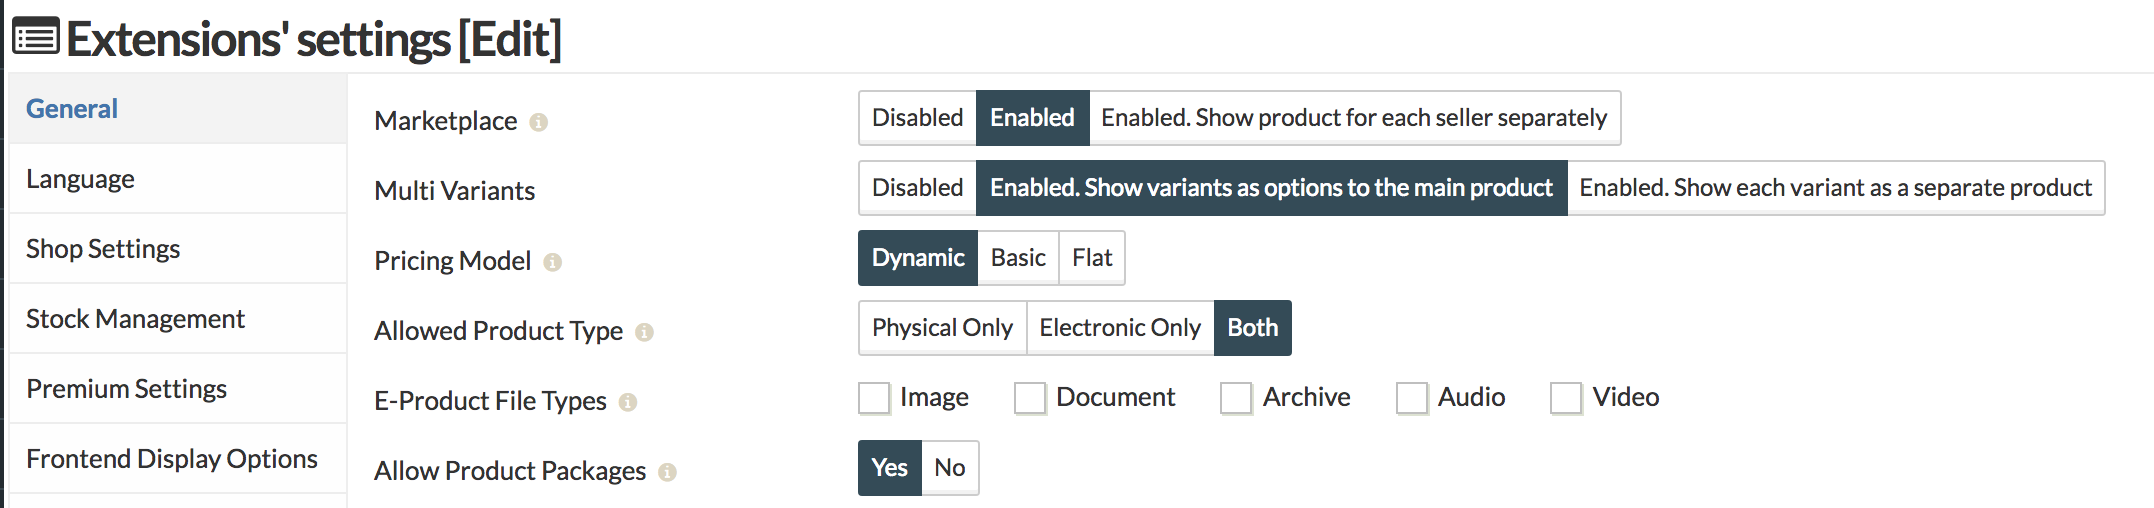 Extensions' settings [Edit]
General
Language
Shop Settings
Stock Management
Premium Settings
Frontend Display Options
Marketplace Disabled Enabled Enabled. Show product for each seller separately
Multi Variants Disabled Enabled. Show variants as options to the main product Enabled. Show each variant as a separate product
Pricing Model Dynamic Basic Flat
Allowed Product Type Physical Only Electronic Only Both
E-Product File Types Image Document Archive Audio Video
Allow Product Packages Yes No